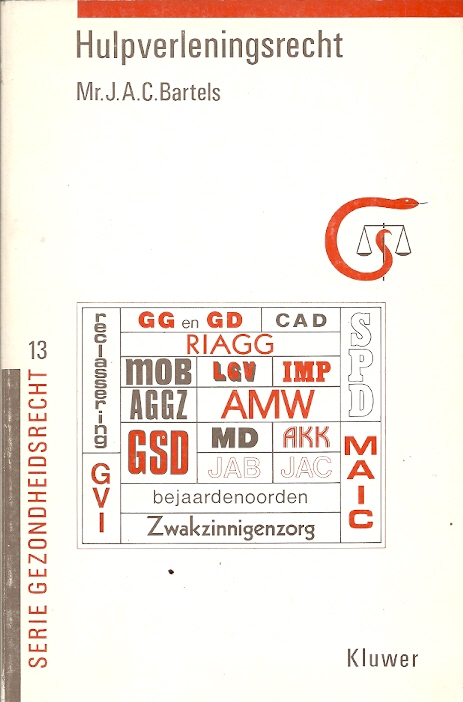 Hulpverleningsrecht
Mr. J.A.C. Bartels
reclassering
GG en GD
CAD
SPD
RIAGG
MOB
LGV
IMP
AGGZ
AMW
GSD
MD
AKK
MAIC
GVI
JAB
JAC
bejaardenoorden
Zwakzinnigenzorg
SERIE GEZONDHEIDSRECHT 13
Kluwer